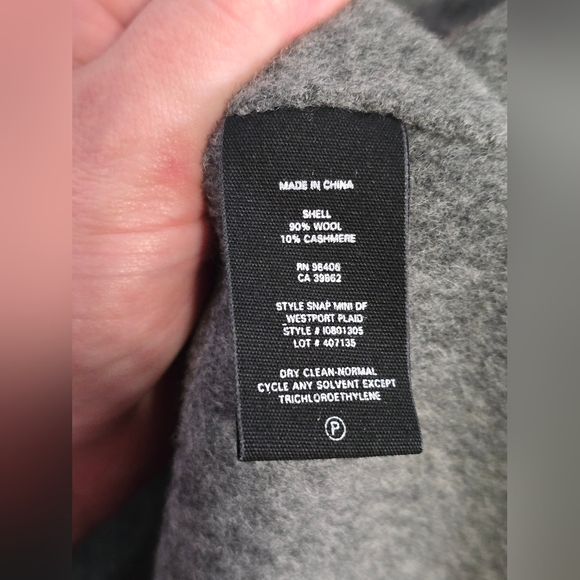 MADE IN CHINA
SHELL
90% WOOL
10% CASHMERE
RN 98406
CA 39862
STYLE SNAP MINI DF
WESTPORT PLAID
STYLE # I0801305
LOT # 407135
DRY CLEAN-NORMAL
CYCLE ANY SOLVENT EXCEPT
TRICHLOROETHYLENE
P